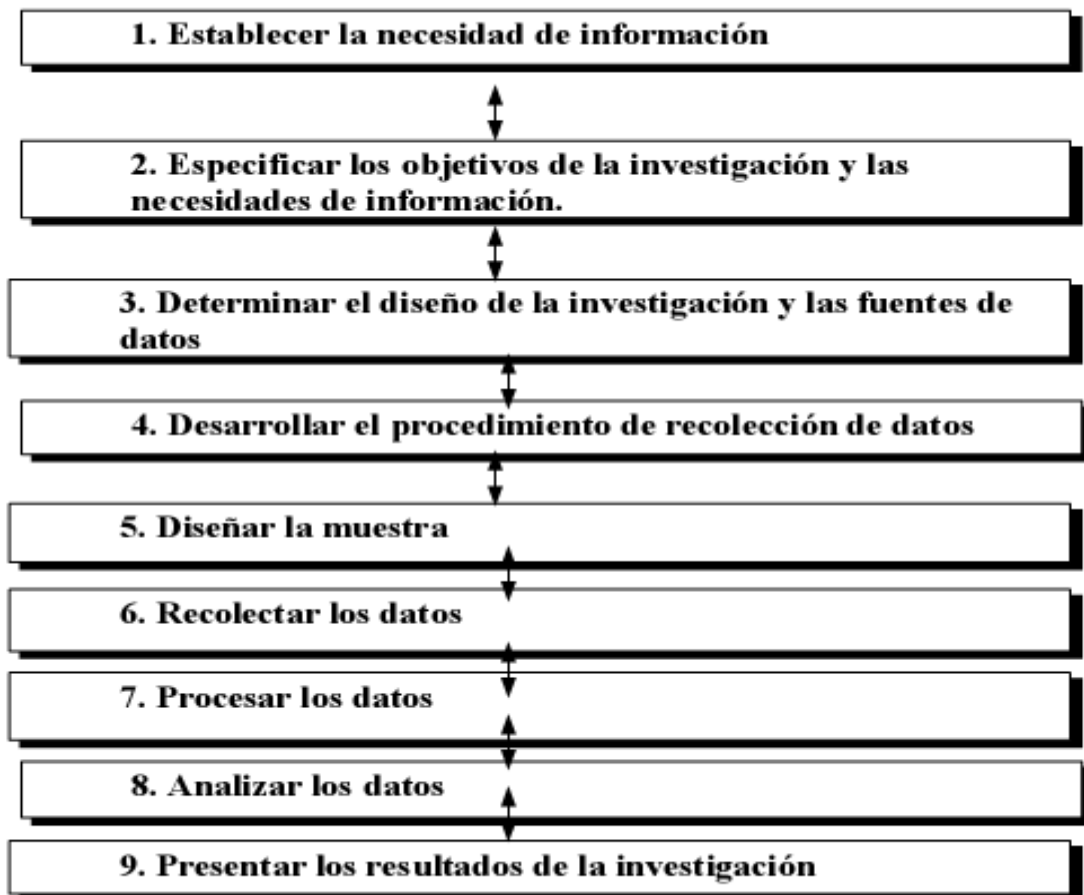 1. Establecer la necesidad de información
2. Especificar los objetivos de la investigación y las
necesidades de información.
3. Determinar el diseño de la investigación y las fuentes de
datos
4. Desarrollar el procedimiento de recolección de datos
5. Diseñar la muestra
6. Recolectar los datos
7. Procesar los datos
8. Analizar los datos
9. Presentar los resultados de la investigación